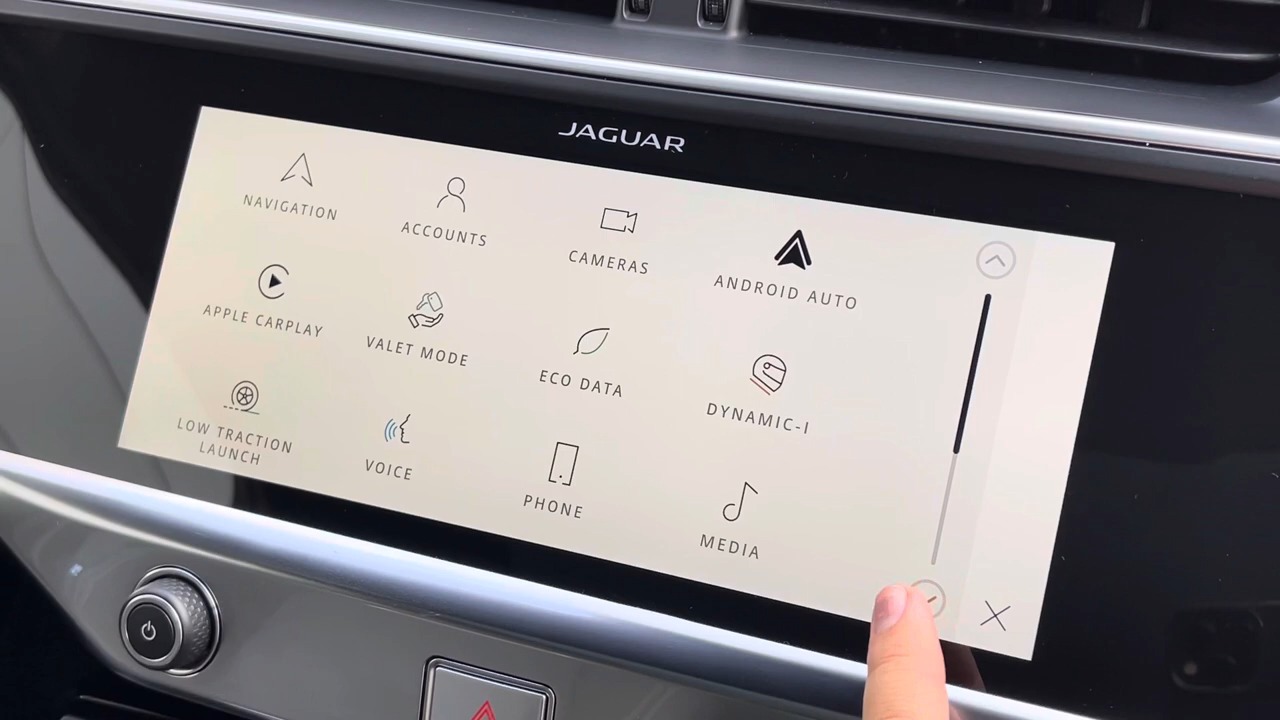 JAGUAR
NAVIGATION
ACCOUNTS
CAMERAS
ANDROID AUTO
APPLE CARPLAY
VALET MODE
ECO DATA
DYNAMIC-I
LOW TRACTION
LAUNCH
VOICE
PHONE
MEDIA